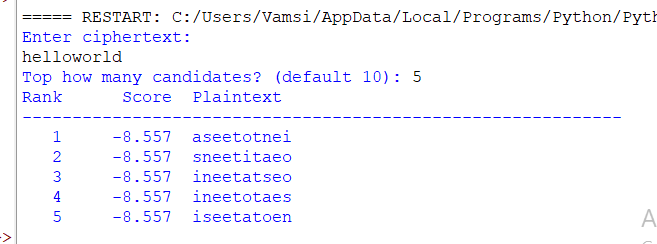 ===== RESTART: C:/Users/Vamsi/AppData/Local/Programs/Python/Pyth
Enter ciphertext:
helloworld
Top how many candidates? (default 10): 5
Rank Score Plaintext
------------------------------------------------------------
1 -8.557 aseetotnei
2 -8.557 sneetitaeo
3 -8.557 ineetatseo
4 -8.557 ineetotaes
5 -8.557 iseetatoen
>>
A